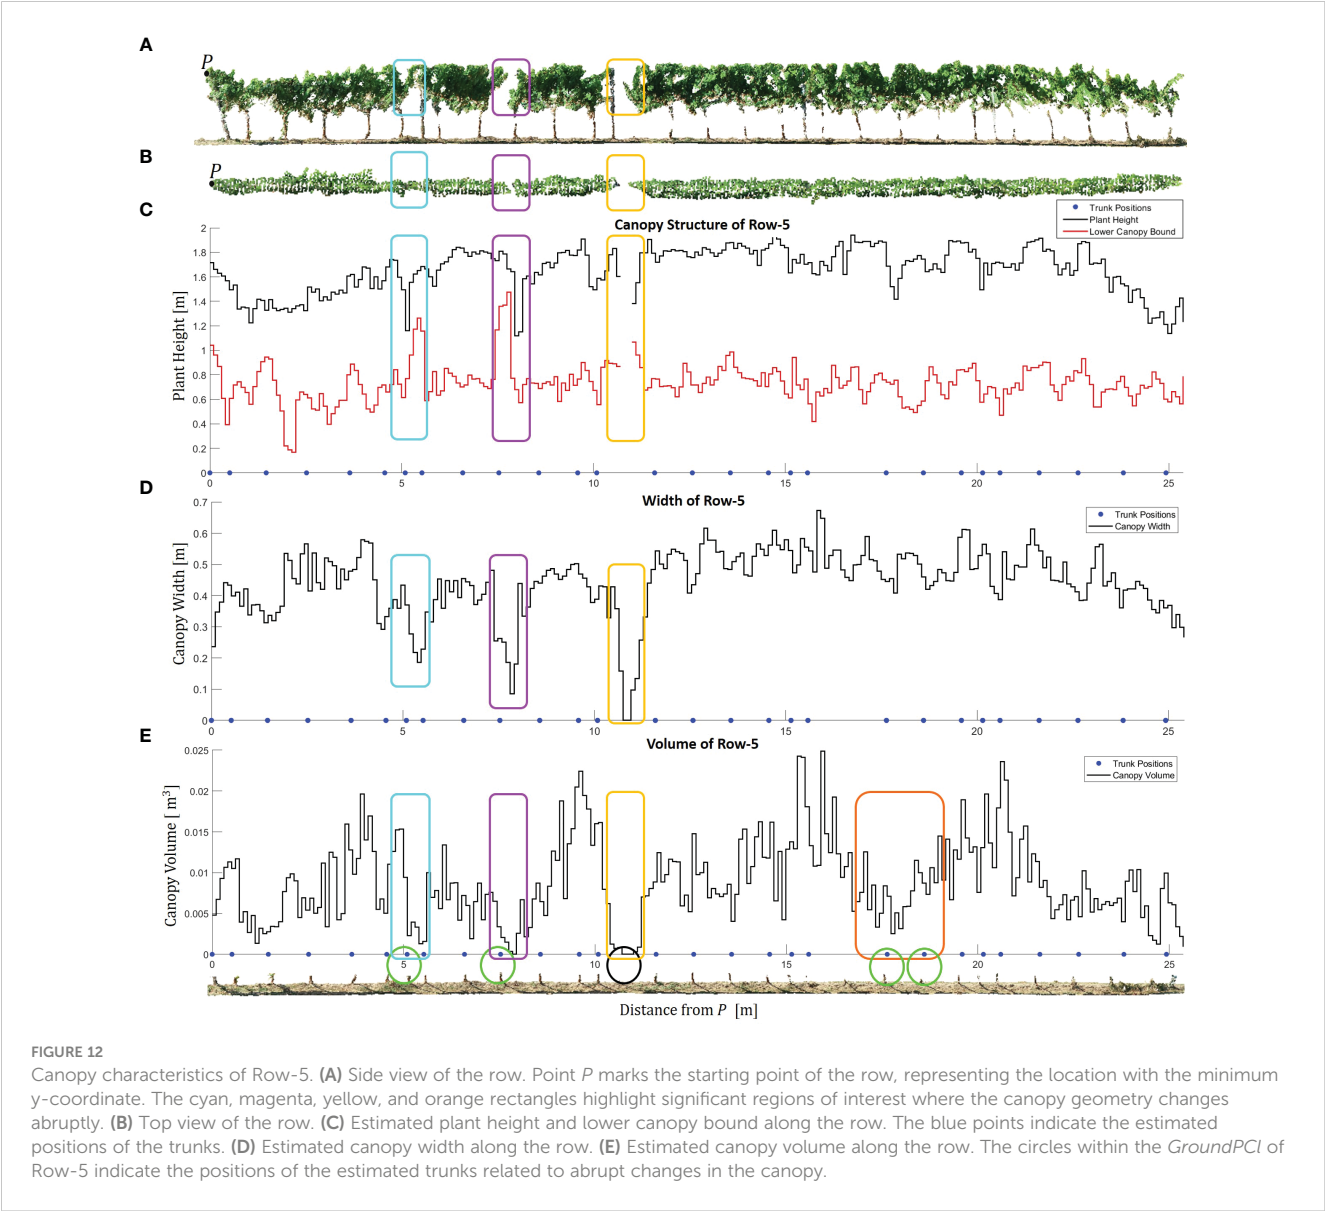 A
P
B
P
C
Canopy Structure of Row-5
Trunk Positions
Plant Height
Lower Canopy Bound
Plant Height [m]
2
1.8
1.6
1.4
1.2
1
0.8
0.6
0.4
0.2
0
0 5 10 15 20 25
D
Width of Row-5
Trunk Positions
Canopy Width
Canopy Width [m]
0.7
0.6
0.5
0.4
0.3
0.2
0.1
0
0 5 10 15 20 25
E
Volume of Row-5
Trunk Positions
Canopy Volume
Canopy Volume [ m³]
0.025
0.02
0.015
0.01
0.005
0
0 5 10 15 20 25
Distance from P [m]
FIGURE 12
Canopy characteristics of Row-5. (A) Side view of the row. Point P marks the starting point of the row, representing the location with the minimum
y-coordinate. The cyan, magenta, yellow, and orange rectangles highlight significant regions of interest where the canopy geometry changes
abruptly. (B) Top view of the row. (C) Estimated plant height and lower canopy bound along the row. The blue points indicate the estimated
positions of the trunks. (D) Estimated canopy width along the row. (E) Estimated canopy volume along the row. The circles within the GroundPCl of
Row-5 indicate the positions of the estimated trunks related to abrupt changes in the canopy.